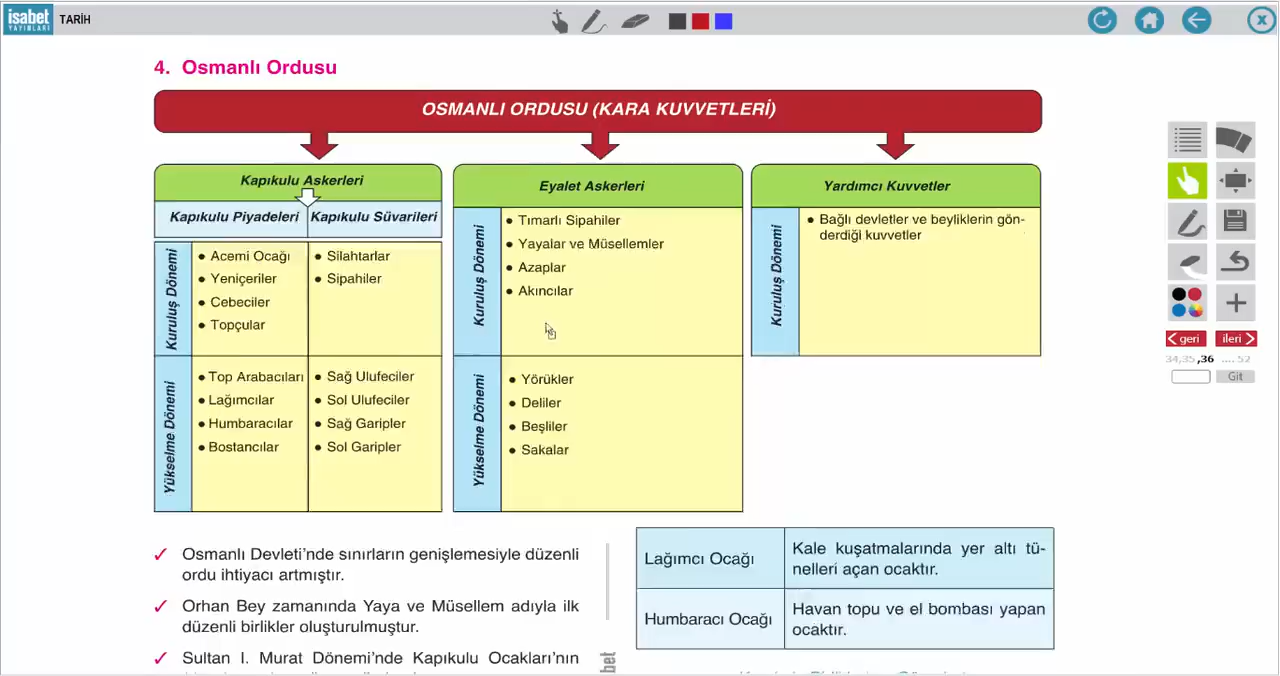 isabet
YAYINLARI
TARİH
4. Osmanlı Ordusu
OSMANLI ORDUSU (KARA KUVVETLERİ)
Kapıkulu Askerleri
Kapıkulu Piyadeleri
Kapıkulu Süvarileri
Kuruluş Dönemi
● Acemi Ocağı
● Yeniçeriler
● Cebeciler
● Topçular
● Silahtarlar
● Sipahiler
Yükselme Dönemi
● Top Arabacıları
● Lağımcılar
● Humbaracılar
● Bostancılar
● Sağ Ulufeciler
● Sol Ulufeciler
● Sağ Garipler
● Sol Garipler
Eyalet Askerleri
Kuruluş Dönemi
● Tımarlı Sipahiler
● Yayalar ve Müsellemler
● Azaplar
● Akıncılar
Yükselme Dönemi
● Yörükler
● Deliler
● Beşliler
● Sakalar
Yardımcı Kuvvetler
Kuruluş Dönemi
● Bağlı devletler ve beyliklerin gön-
derdiği kuvvetler
geri
ileri
34,35,36 .... 52
Git
✓ Osmanlı Devleti'nde sınırların genişlemesiyle düzenli
ordu ihtiyacı artmıştır.
✓ Orhan Bey zamanında Yaya ve Müsellem adıyla ilk
düzenli birlikler oluşturulmuştur.
✓ Sultan I. Murat Dönemi'nde Kapıkulu Ocakları'nın
Lağımcı Ocağı
Kale kuşatmalarında yer altı tü-
nelleri açan ocaktır.
Humbaracı Ocağı
Havan topu ve el bombası yapan
ocaktır.